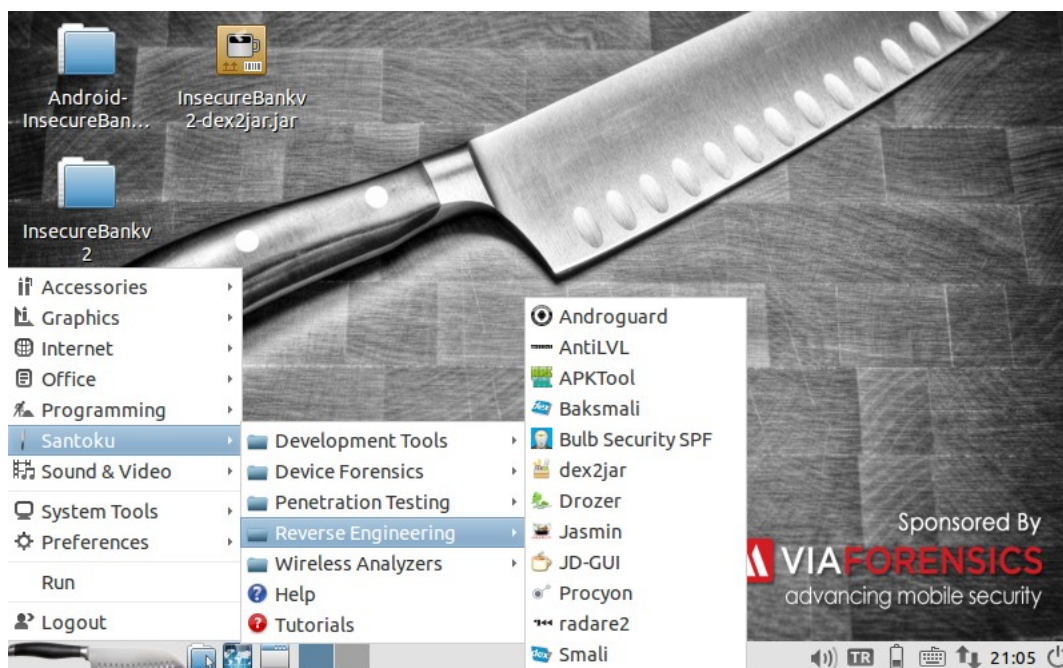 Android-
InsecureBan...
InsecureBankv
2-dex2jar.jar
InsecureBankv
2
Accessories
Graphics
Internet
Office
Programming
Santoku
Sound & Video
System Tools
Preferences
Run
Logout
Development Tools
Device Forensics
Penetration Testing
Reverse Engineering
Wireless Analyzers
Help
Tutorials
Androguard
AntiLVL
APKTool
Baksmali
Bulb Security SPF
dex2jar
Drozer
Jasmin
JD-GUI
Procyon
radare2
Smali
Sponsored By
VIAFORENSICS
advancing mobile security
TR
21:05